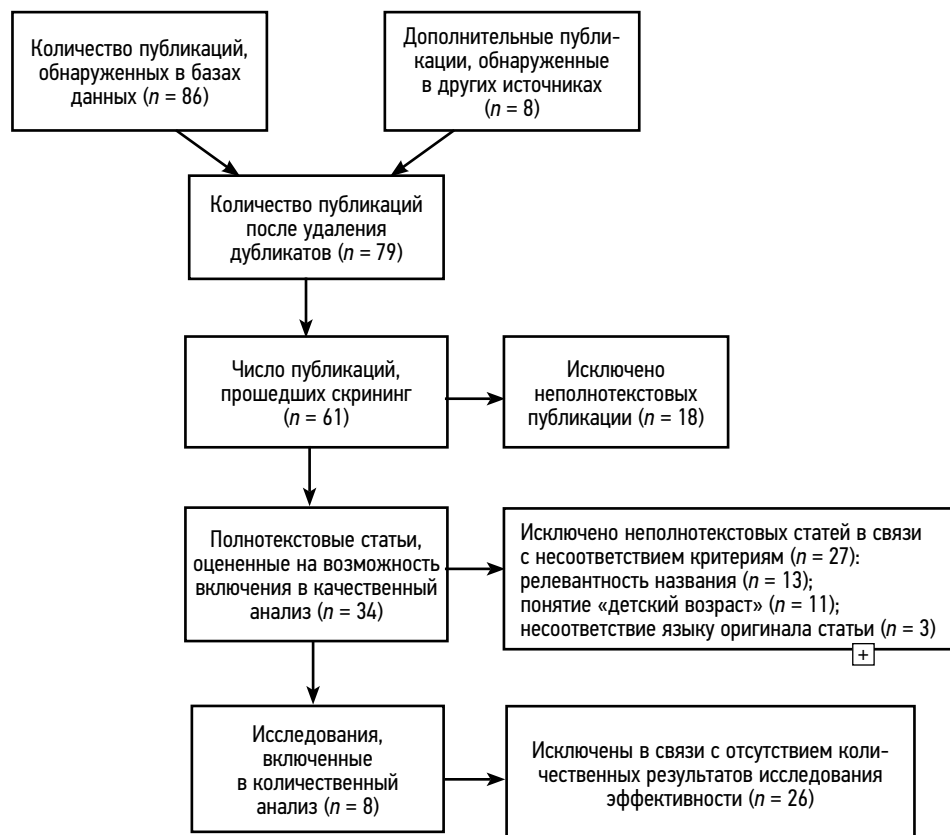 Количество публикаций,
обнаруженных в базах
данных (n = 86)
Дополнительные публи-
кации, обнаруженные
в других источниках
(n = 8)
Количество публикаций
после удаления
дубликатов (n = 79)
Число публикаций,
прошедших скрининг
(n = 61)
Исключено
неполнотекстовых
публикации (n = 18)
Полнотекстовые статьи,
оцененные на возможность
включения в качественный
анализ (n = 34)
Исключено неполнотекстовых статей в связи
с несоответствием критериям (n = 27):
релевантность названия (n = 13);
понятие «детский возраст» (n = 11);
несоответствие языку оригинала статьи (n = 3)
+
Исследования,
включенные
в количественный
анализ (n = 8)
Исключены в связи с отсутствием коли-
чественных результатов исследования
эффективности (n = 26)